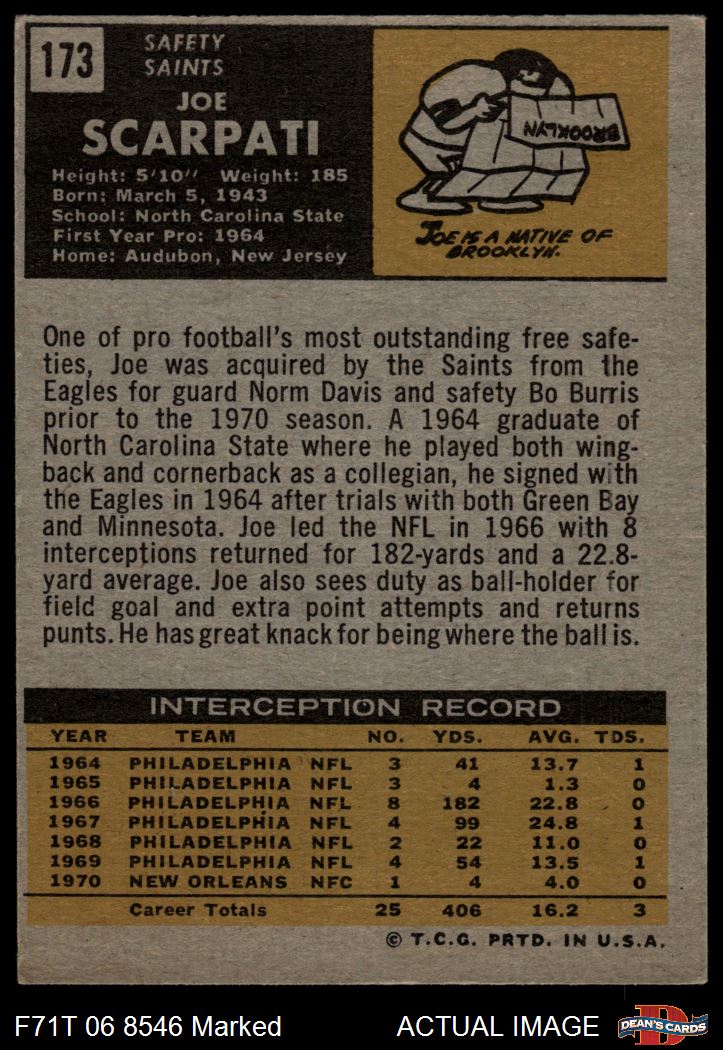 173
SAFETY
SAINTS
JOE
SCARPATI
Height: 5'10" Weight: 185
Born: March 5, 1943
School: North Carolina State
First Year Pro: 1964
Home: Audubon, New Jersey
BROOKLYN
JOE IS A NATIVE OF
BROOKLYN.
One of pro football's most outstanding free safe-
ties, Joe was acquired by the Saints from the
Eagles for guard Norm Davis and safety Bo Burris
prior to the 1970 season. A 1964 graduate of
North Carolina State where he played both wing-
back and cornerback as a collegian, he signed with
the Eagles in 1964 after trials with both Green Bay
and Minnesota. Joe led the NFL in 1966 with 8
interceptions returned for 182-yards and a 22.8-
yard average. Joe also sees duty as ball-holder for
field goal and extra point attempts and returns
punts. He has great knack for being where the ball is.
INTERCEPTION RECORD
YEAR TEAM NO. YDS. AVG. TDS.
1964 PHILADELPHIA NFL 3 41 13.7 1
1965 PHILADELPHIA NFL 3 4 1.3 0
1966 PHILADELPHIA NFL 8 182 22.8 0
1967 PHILADELPHIA NFL 4 99 24.8 1
1968 PHILADELPHIA NFL 2 22 11.0 0
1969 PHILADELPHIA NFL 4 54 13.5 1
1970 NEW ORLEANS NFC 1 4 4.0 0
Career Totals 25 406 16.2 3
© T.C.G. PRTD. IN U.S.A.
F71T 06 8546 Marked ACTUAL IMAGE
D
DEAN'S CARDS